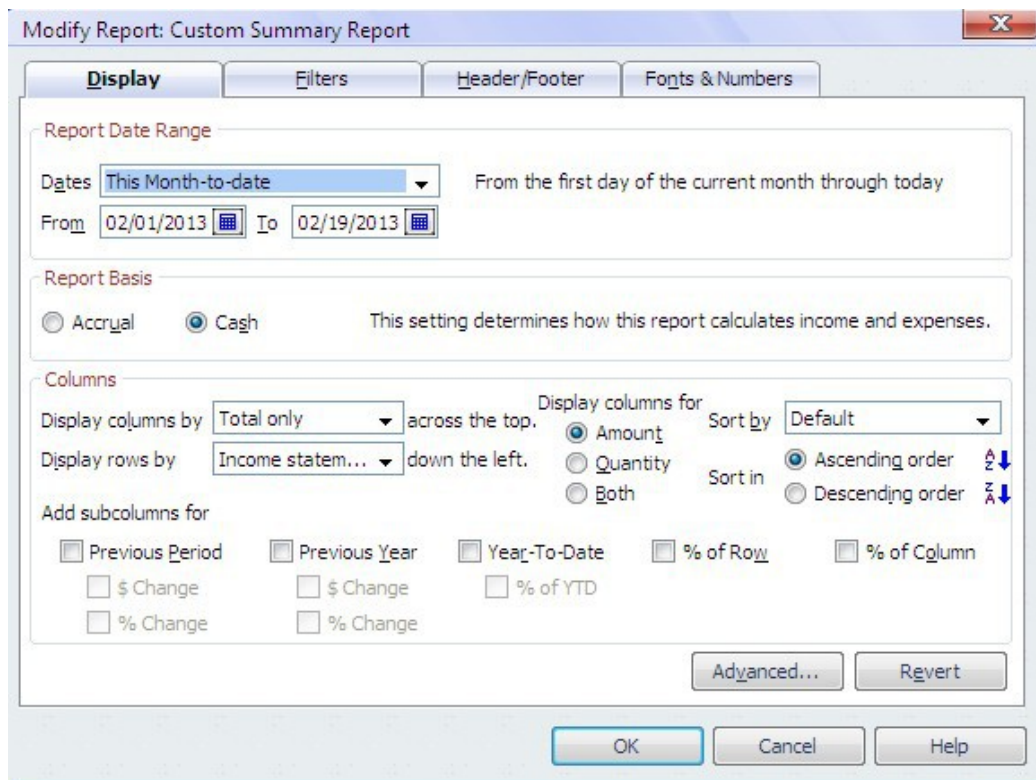 Modify Report: Custom Summary Report
Display Filters Header/Footer Fonts & Numbers
Report Date Range
Dates This Month-to-date From the first day of the current month through today
From 02/01/2013 To 02/19/2013
Report Basis
Accrual Cash This setting determines how this report calculates income and expenses.
Columns
Display columns by Total only across the top.
Display rows by Income statem... down the left.
Display columns for
Amount
Quantity
Both
Sort by Default
Sort in Ascending order
Descending order
Add subcolumns for
Previous Period Previous Year Year-To-Date % of Row % of Column
$ Change $ Change % of YTD
% Change % Change
Advanced... Revert
OK Cancel Help